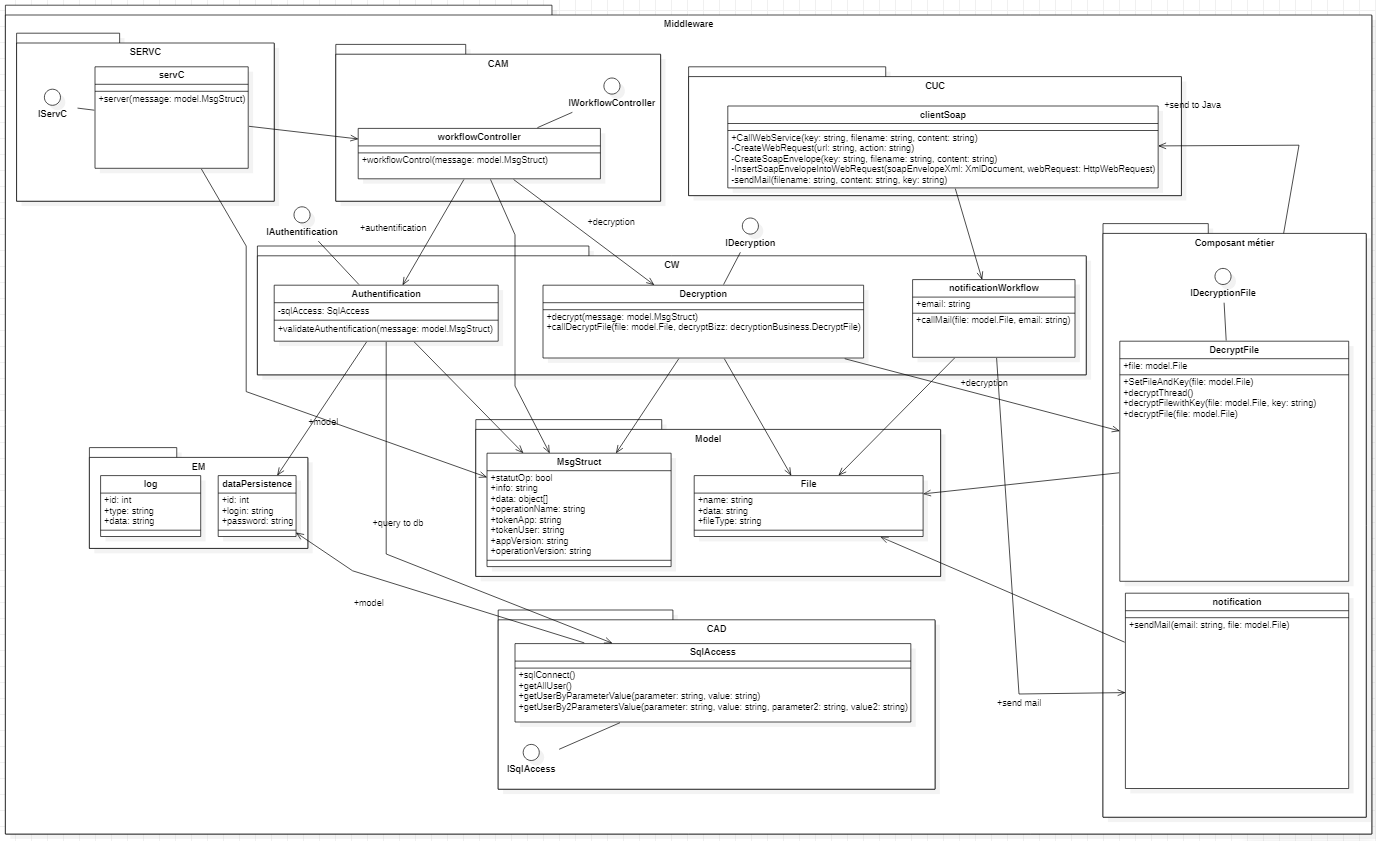 Middleware
SERVC
servC
+server(message: model.MsgStruct)
IServC
CAM
IWorkflowController
workflowController
+workflowControl(message: model.MsgStruct)
CUC
clientSoap
+CallWebService(key: string, filename: string, content: string)
-CreateWebRequest(url: string, action: string)
-CreateSoapEnvelope(key: string, filename: string, content: string)
-InsertSoapEnvelopeIntoWebRequest(soapEnvelopeXml: XmlDocument, webRequest: HttpWebRequest)
-sendMail(filename: string, content: string, key: string)
+send to Java
IAuthentification
+authentification
+decryption
IDecryption
CW
Authentification
-sqlAccess: SqlAccess
+validateAuthentification(message: model.MsgStruct)
Decryption
+decrypt(message: model.MsgStruct)
+callDecryptFile(file: model.File, decryptBizz: decryptionBusiness.DecryptFile)
notificationWorkflow
+email: string
+callMail(file: model.File, email: string)
Composant métier
IDecryptionFile
DecryptFile
+file: model.File
+SetFileAndKey(file: model.File)
+decryptThread()
+decryptFilewithKey(file: model.File, key: string)
+decryptFile(file: model.File)
+decryption
+model
EM
log
+id: int
+type: string
+data: string
dataPersistence
+id: int
+login: string
+password: string
Model
MsgStruct
+statutOp: bool
+info: string
+data: object[]
+operationName: string
+tokenApp: string
+tokenUser: string
+appVersion: string
+operationVersion: string
File
+name: string
+data: string
+fileType: string
+query to db
+model
notification
+sendMail(email: string, file: model.File)
+send mail
CAD
SqlAccess
+sqlConnect()
+getAllUser()
+getUserByParameterValue(parameter: string, value: string)
+getUserBy2ParametersValue(parameter: string, value: string, parameter2: string, value2: string)
ISqlAccess